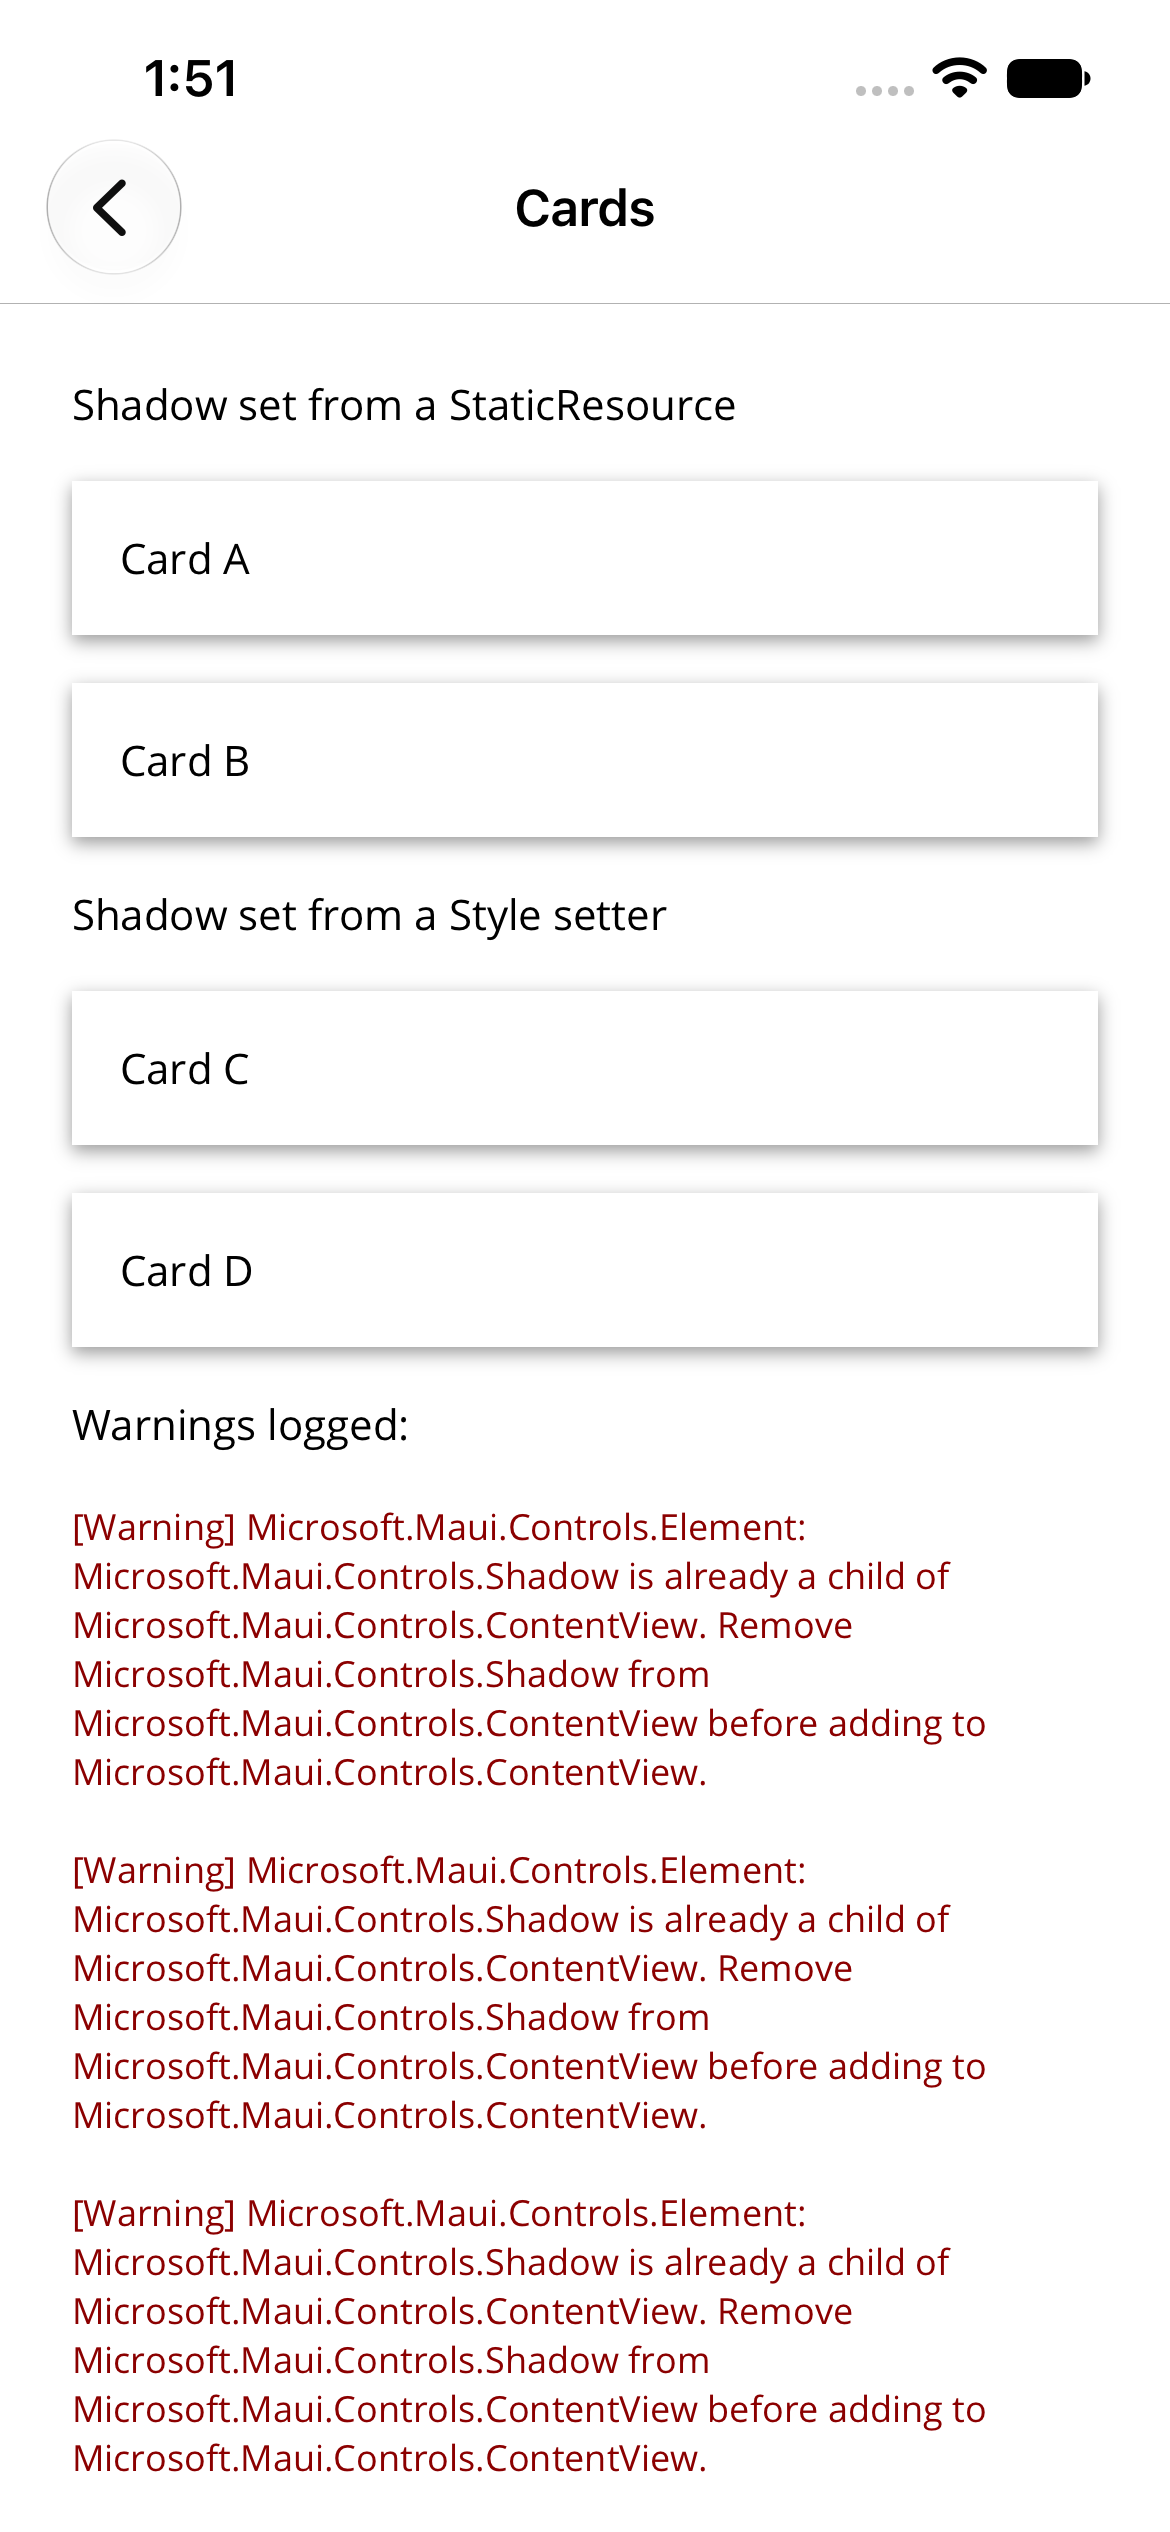 1:51
Cards
Shadow set from a StaticResource
Card A
Card B
Shadow set from a Style setter
Card C
Card D
Warnings logged:
[Warning] Microsoft.Maui.Controls.Element:
Microsoft.Maui.Controls.Shadow is already a child of
Microsoft.Maui.Controls.ContentView. Remove
Microsoft.Maui.Controls.Shadow from
Microsoft.Maui.Controls.ContentView before adding to
Microsoft.Maui.Controls.ContentView.
[Warning] Microsoft.Maui.Controls.Element:
Microsoft.Maui.Controls.Shadow is already a child of
Microsoft.Maui.Controls.ContentView. Remove
Microsoft.Maui.Controls.Shadow from
Microsoft.Maui.Controls.ContentView before adding to
Microsoft.Maui.Controls.ContentView.
[Warning] Microsoft.Maui.Controls.Element:
Microsoft.Maui.Controls.Shadow is already a child of
Microsoft.Maui.Controls.ContentView. Remove
Microsoft.Maui.Controls.Shadow from
Microsoft.Maui.Controls.ContentView before adding to
Microsoft.Maui.Controls.ContentView.